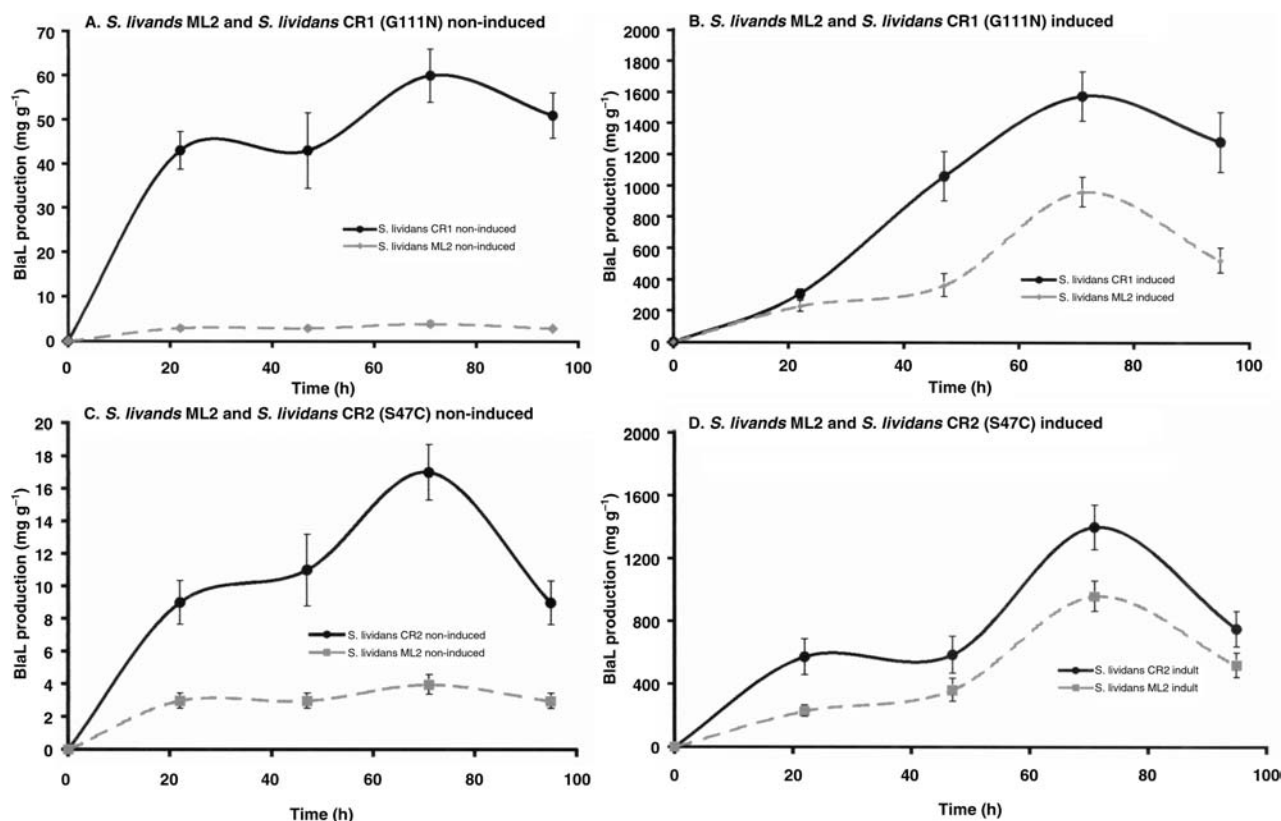 A. S. livands ML2 and S. lividans CR1 (G111N) non-induced
70
60
50
40
30
20
10
0
BlaL production (mg g⁻¹)
S. lividans CR1 non-induced
S. lividans ML2 non-induced
0 20 40 60 80 100
Time (h)
B. S. livands ML2 and S. lividans CR1 (G111N) induced
2000
1800
1600
1400
1200
1000
800
600
400
200
0
BlaL production (mg g⁻¹)
S. lividans CR1 induced
S. lividans ML2 induced
0 20 40 60 80 100
Time (h)
C. S. livands ML2 and S. lividans CR2 (S47C) non-induced
20
18
16
14
12
10
8
6
4
2
0
BlaL production (mg g⁻¹)
S. lividans CR2 non-induced
S. lividans ML2 non-induced
0 20 40 60 80 100
Time (h)
D. S. livands ML2 and S. lividans CR2 (S47C) induced
2000
1600
1200
800
400
0
BlaL production (mg g⁻¹)
S. lividans CR2 indult
S. lividans ML2 indult
0 20 40 60 80 100
Time (h)